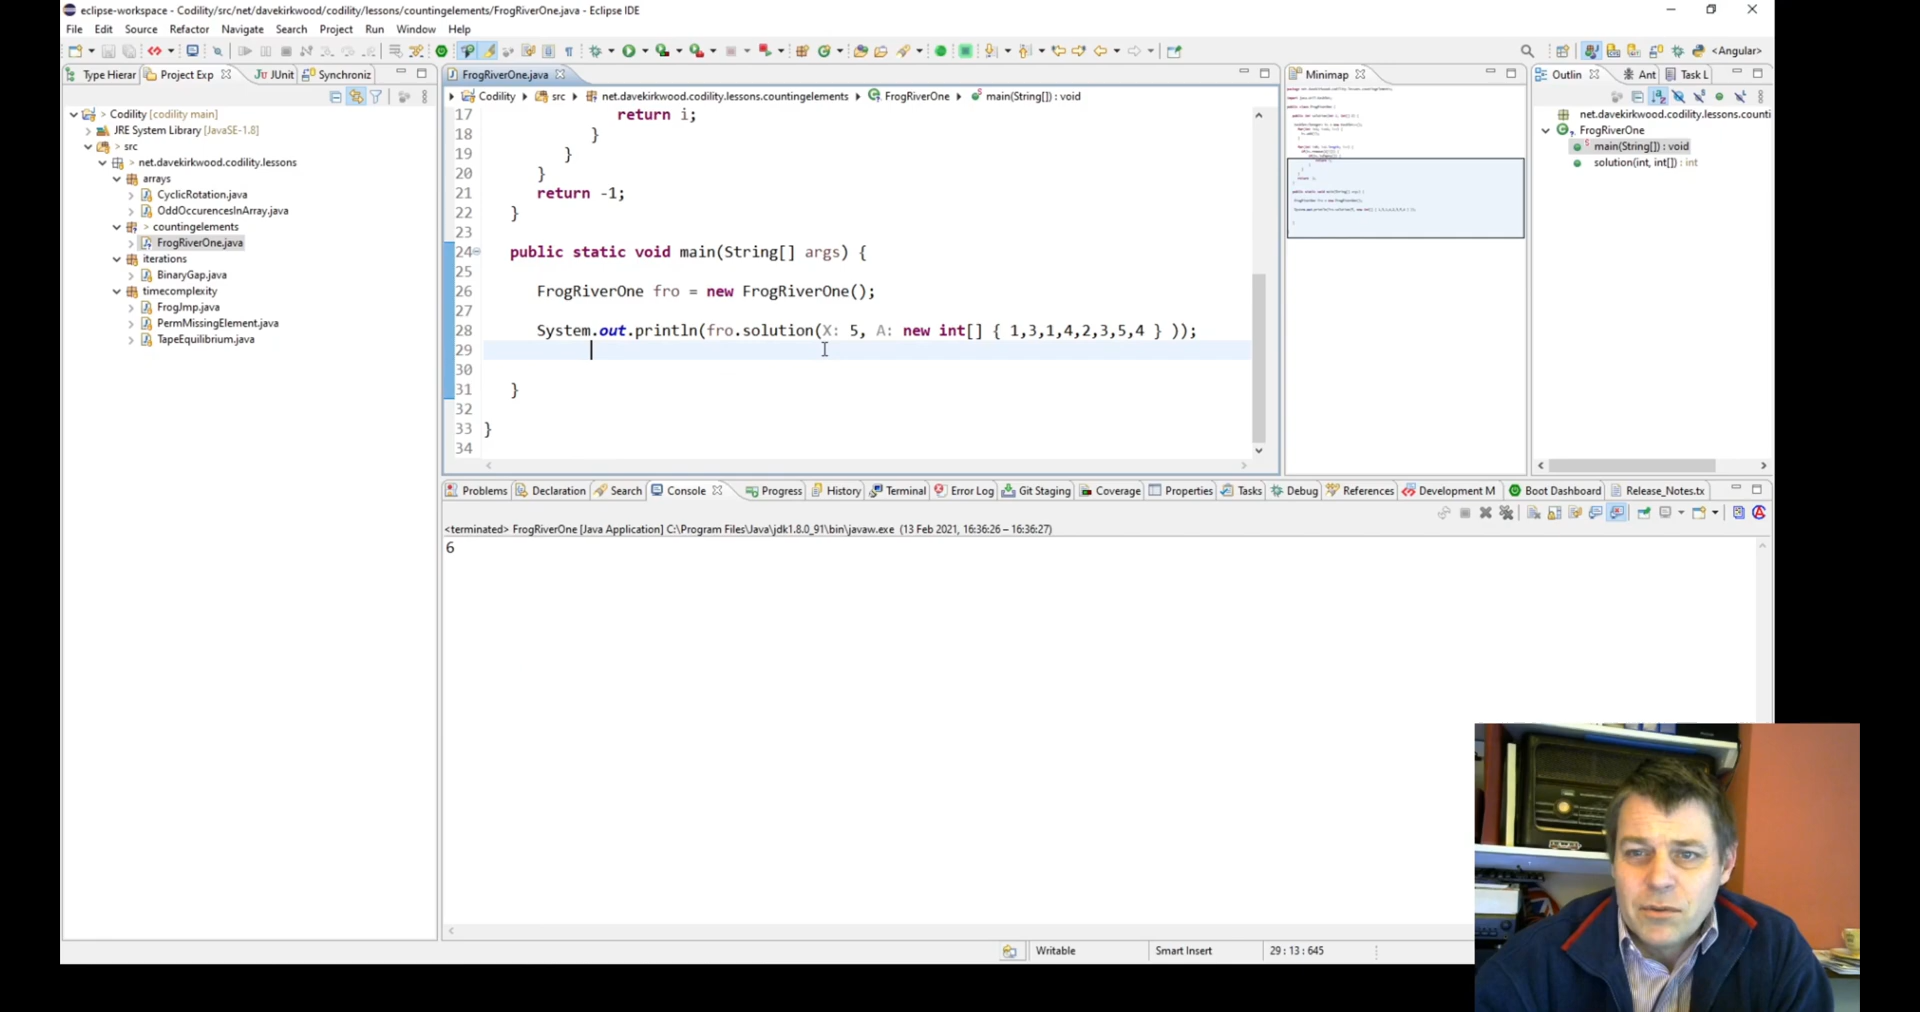 eclipse-workspace - Codility/src/net/davekirkwood/codility/lessons/countingelements/FrogRiverOne.java - Eclipse IDE
File Edit Source Refactor Navigate Search Project Run Window Help
<Angular>
Type Hierar Project Exp JUnit Synchroniz
FrogRiverOne.java
Minimap
Outlin Ant Task L
Codility src net.davekirkwood.codility.lessons.countingelements FrogRiverOne main(String[]) : void
> Codility [codility main]
JRE System Library [JavaSE-1.8]
> src
> net.davekirkwood.codility.lessons
arrays
CyclicRotation.java
OddOccurencesInArray.java
> countingelements
FrogRiverOne.java
iterations
BinaryGap.java
timecomplexity
FrogJmp.java
PermMissingElement.java
TapeEquilibrium.java
17 return i;
18 }
19 }
20 }
21 return -1;
22 }
23
24 public static void main(String[] args) {
25
26 FrogRiverOne fro = new FrogRiverOne();
27
28 System.out.println(fro.solution(X: 5, A: new int[] { 1,3,1,4,2,3,5,4 } ));
29
30
31 }
32
33 }
34
net.davekirkwood.codility.lessons.counti
FrogRiverOne
main(String[]) : void
solution(int, int[]) : int
Problems Declaration Search Console Progress History Terminal Error Log Git Staging Coverage Properties Tasks Debug References Development M Boot Dashboard Release_Notes.tx
<terminated> FrogRiverOne [Java Application] C:\Program Files\Java\jdk1.8.0_91\bin\javaw.exe (13 Feb 2021, 16:36:26 – 16:36:27)
6
Writable Smart Insert 29 : 13 : 645